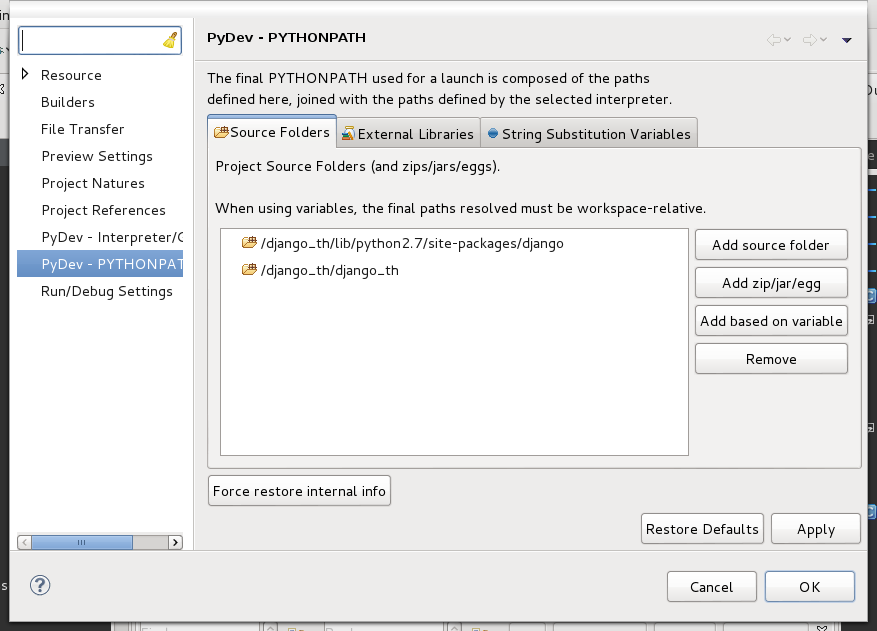 PyDev - PYTHONPATH
Resource
Builders
File Transfer
Preview Settings
Project Natures
Project References
PyDev - Interpreter/G
PyDev - PYTHONPAT
Run/Debug Settings
The final PYTHONPATH used for a launch is composed of the paths
defined here, joined with the paths defined by the selected interpreter.
Source Folders
External Libraries
String Substitution Variables
Project Source Folders (and zips/jars/eggs).
When using variables, the final paths resolved must be workspace-relative.
/django_th/lib/python2.7/site-packages/django
/django_th/django_th
Add source folder
Add zip/jar/egg
Add based on variable
Remove
Force restore internal info
Restore Defaults
Apply
Cancel
OK